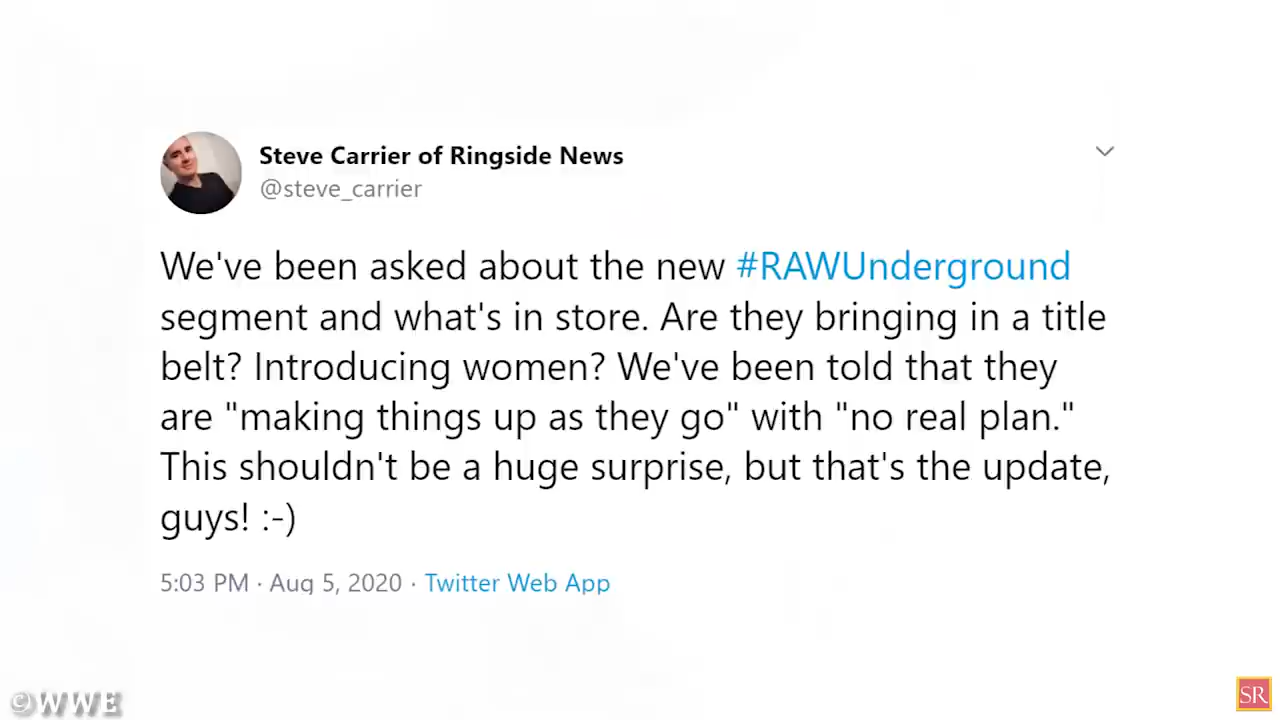 Steve Carrier of Ringside News
@steve_carrier
We've been asked about the new #RAWUnderground
segment and what's in store. Are they bringing in a title
belt? Introducing women? We've been told that they
are "making things up as they go" with "no real plan."
This shouldn't be a huge surprise, but that's the update,
guys! :-)
5:03 PM · Aug 5, 2020 · Twitter Web App
©WWE
SR